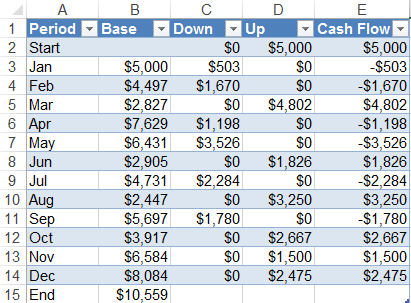 A B C D E
1 Period Base Down Up Cash Flow
2 Start $0 $5,000 $5,000
3 Jan $5,000 $503 $0 -$503
4 Feb $4,497 $1,670 $0 -$1,670
5 Mar $2,827 $0 $4,802 $4,802
6 Apr $7,629 $1,198 $0 -$1,198
7 May $6,431 $3,526 $0 -$3,526
8 Jun $2,905 $0 $1,826 $1,826
9 Jul $4,731 $2,284 $0 -$2,284
10 Aug $2,447 $0 $3,250 $3,250
11 Sep $5,697 $1,780 $0 -$1,780
12 Oct $3,917 $0 $2,667 $2,667
13 Nov $6,584 $0 $1,500 $1,500
14 Dec $8,084 $0 $2,475 $2,475
15 End $10,559